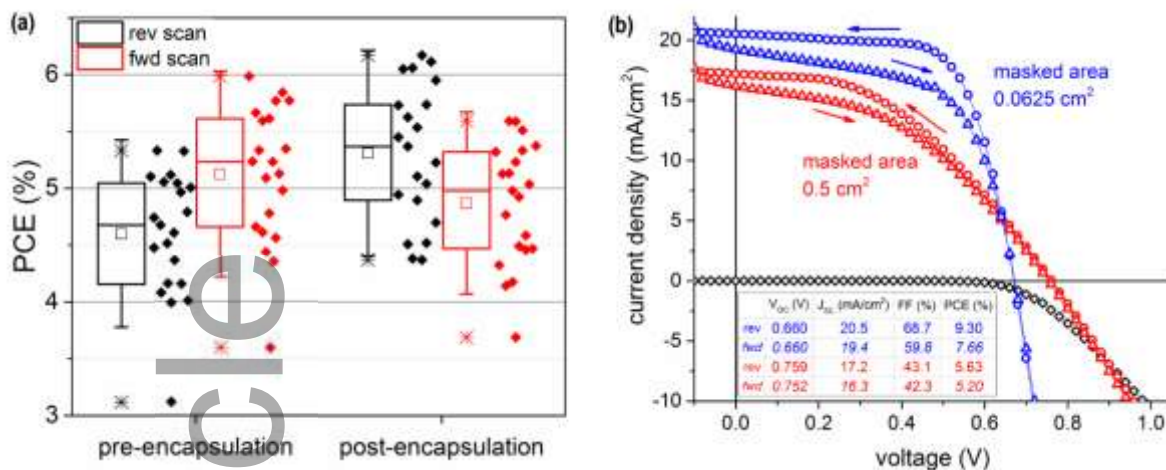 (a)
rev scan
fwd scan
PCE (%)
6
5
4
3
pre-encapsulation
post-encapsulation
cle
(b)
current density (mA/cm²)
20
15
10
5
0
-5
-10
masked area
0.0625 cm²
masked area
0.5 cm²
V_OC (V) J_SC (mA/cm²) FF (%) PCE (%)
rev 0.660 20.5 68.7 9.30
fwd 0.660 19.4 59.8 7.66
rev 0.759 17.2 43.1 5.63
fwd 0.752 16.3 42.3 5.20
0.0 0.2 0.4 0.6 0.8 1.0
voltage (V)